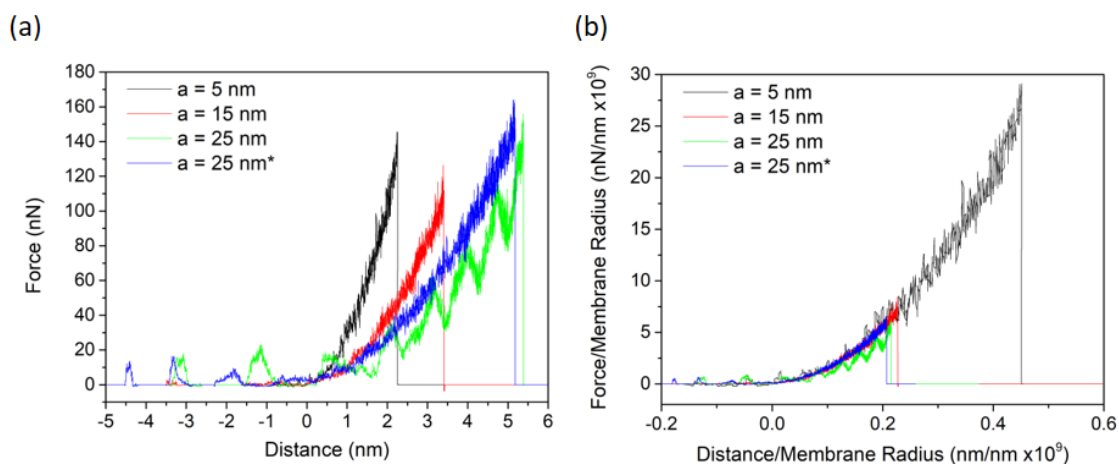 (a)
180
160
140
120
100
80
60
40
20
0
Force (nN)
a = 5 nm
a = 15 nm
a = 25 nm
a = 25 nm*
-5 -4 -3 -2 -1 0 1 2 3 4 5 6
Distance (nm)
(b)
30
25
20
15
10
5
0
Force/Membrane Radius (nN/nm x10⁹)
a = 5 nm
a = 15 nm
a = 25 nm
a = 25 nm*
-0.2 0.0 0.2 0.4 0.6
Distance/Membrane Radius (nm/nm x10⁹)